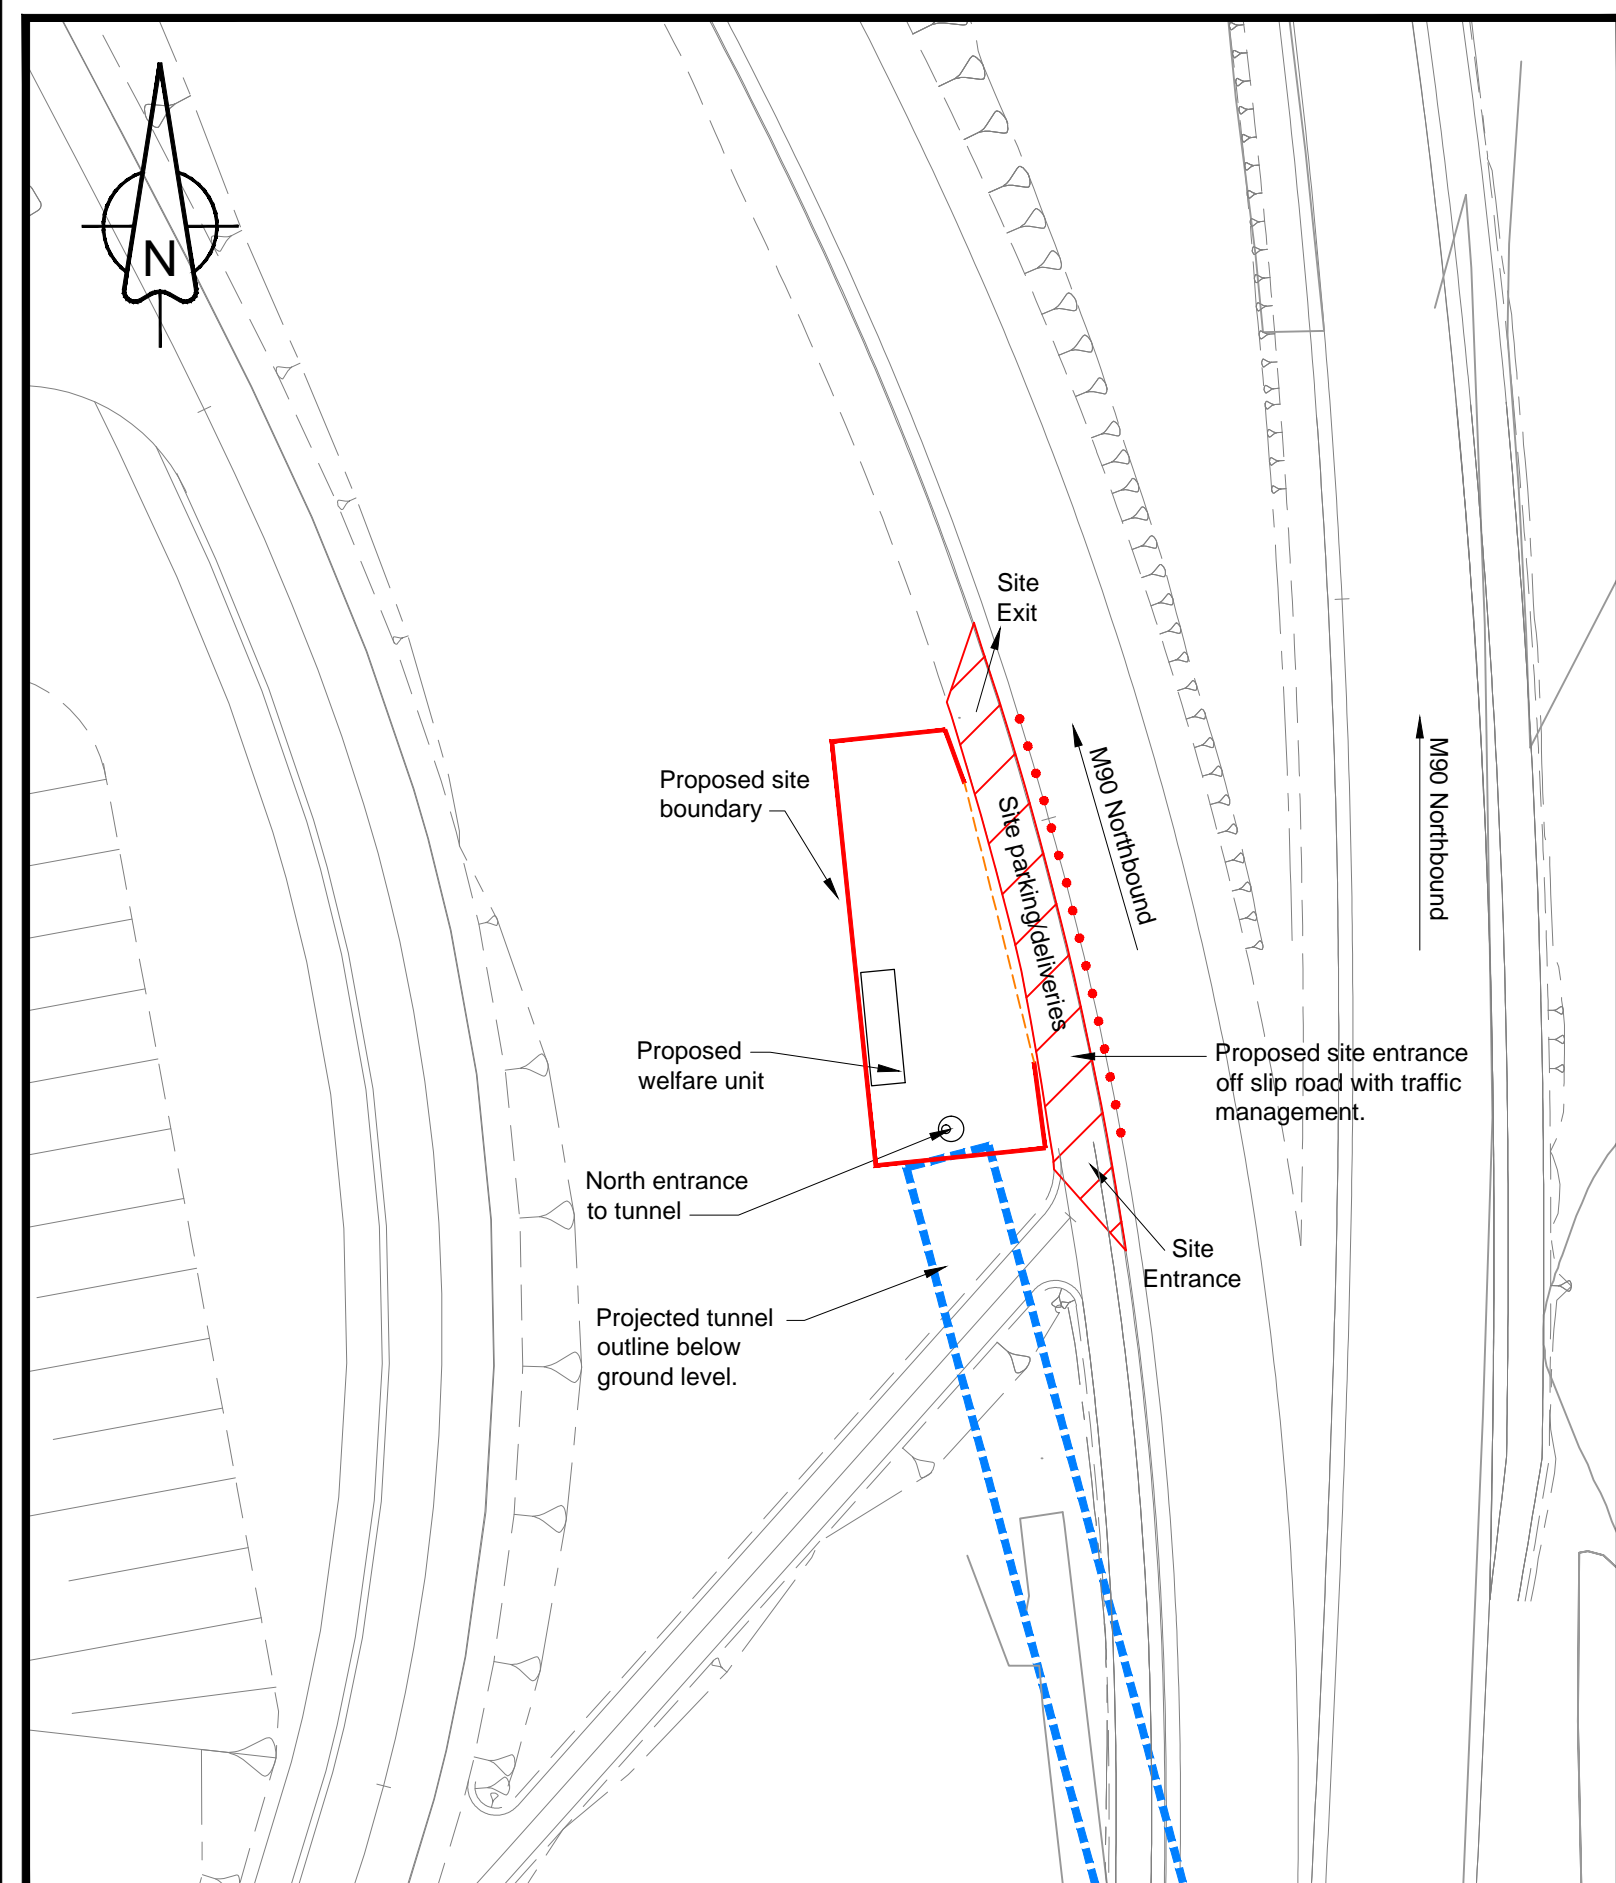 N
Site
Exit
M90 Northbound
M90 Northbound
Proposed site
boundary
Site parking/deliveries
Proposed
welfare unit
Proposed site entrance
off slip road with traffic
management.
North entrance
to tunnel
Site
Entrance
Projected tunnel
outline below
ground level.